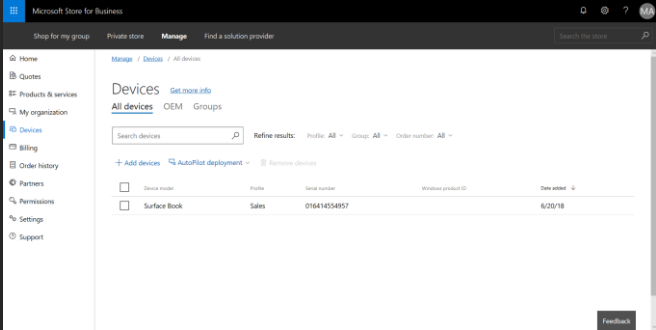 Microsoft Store for Business
?
MA
Shop for my group
Private store
Manage
Find a solution provider
Search the store
Home
Quotes
Products & services
My organization
Devices
Billing
Order history
Partners
Permissions
Settings
Support
Manage / Devices / All devices
Devices Get more info
All devices OEM Groups
Search devices
Refine results: Profile: All Group: All Order number: All
+ Add devices AutoPilot deployment Remove devices
Device model Profile Serial number Windows product ID Date added ↓
Surface Book Sales 016414554957 6/20/18
Feedback